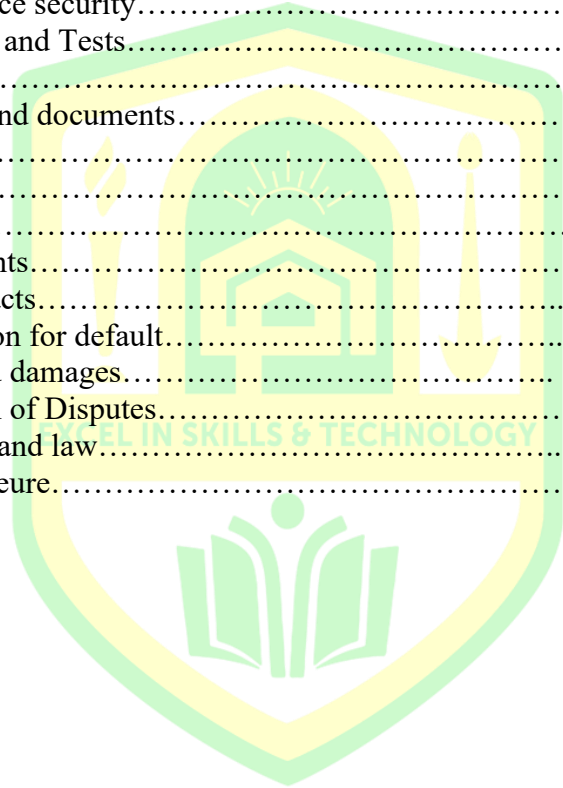 ce security……………………………………………
and Tests……………………………………………
……………………………………………………
nd documents………………………………………
……………………………………………………
……………………………………………………
……………………………………………………
nts……………………………………………………
cts…………………………………………………..
on for default………………………………………..
damages…………………………………………..
of Disputes…………………………………………
EXCEL IN SKILLS & TECHNOLOGY
and law………………………………………………..
eure……………………………………………………